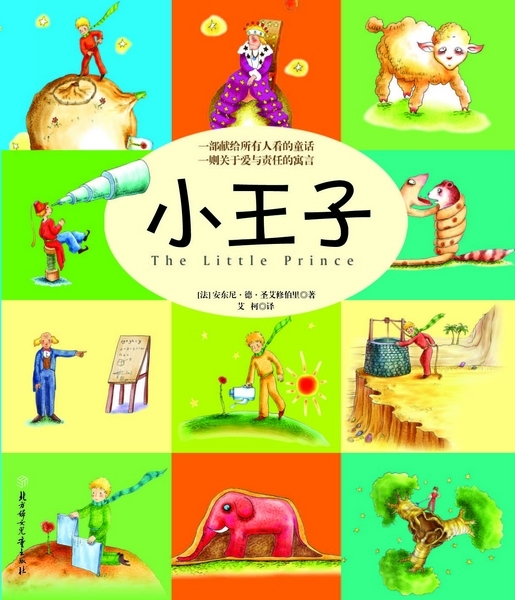 一部献给所有人看的童话
一则关于爱与责任的寓言
小王子
The Little Prince
[法]安东尼·德·圣艾修伯里◎著
艾 柯◎译
北方妇女儿童出版社